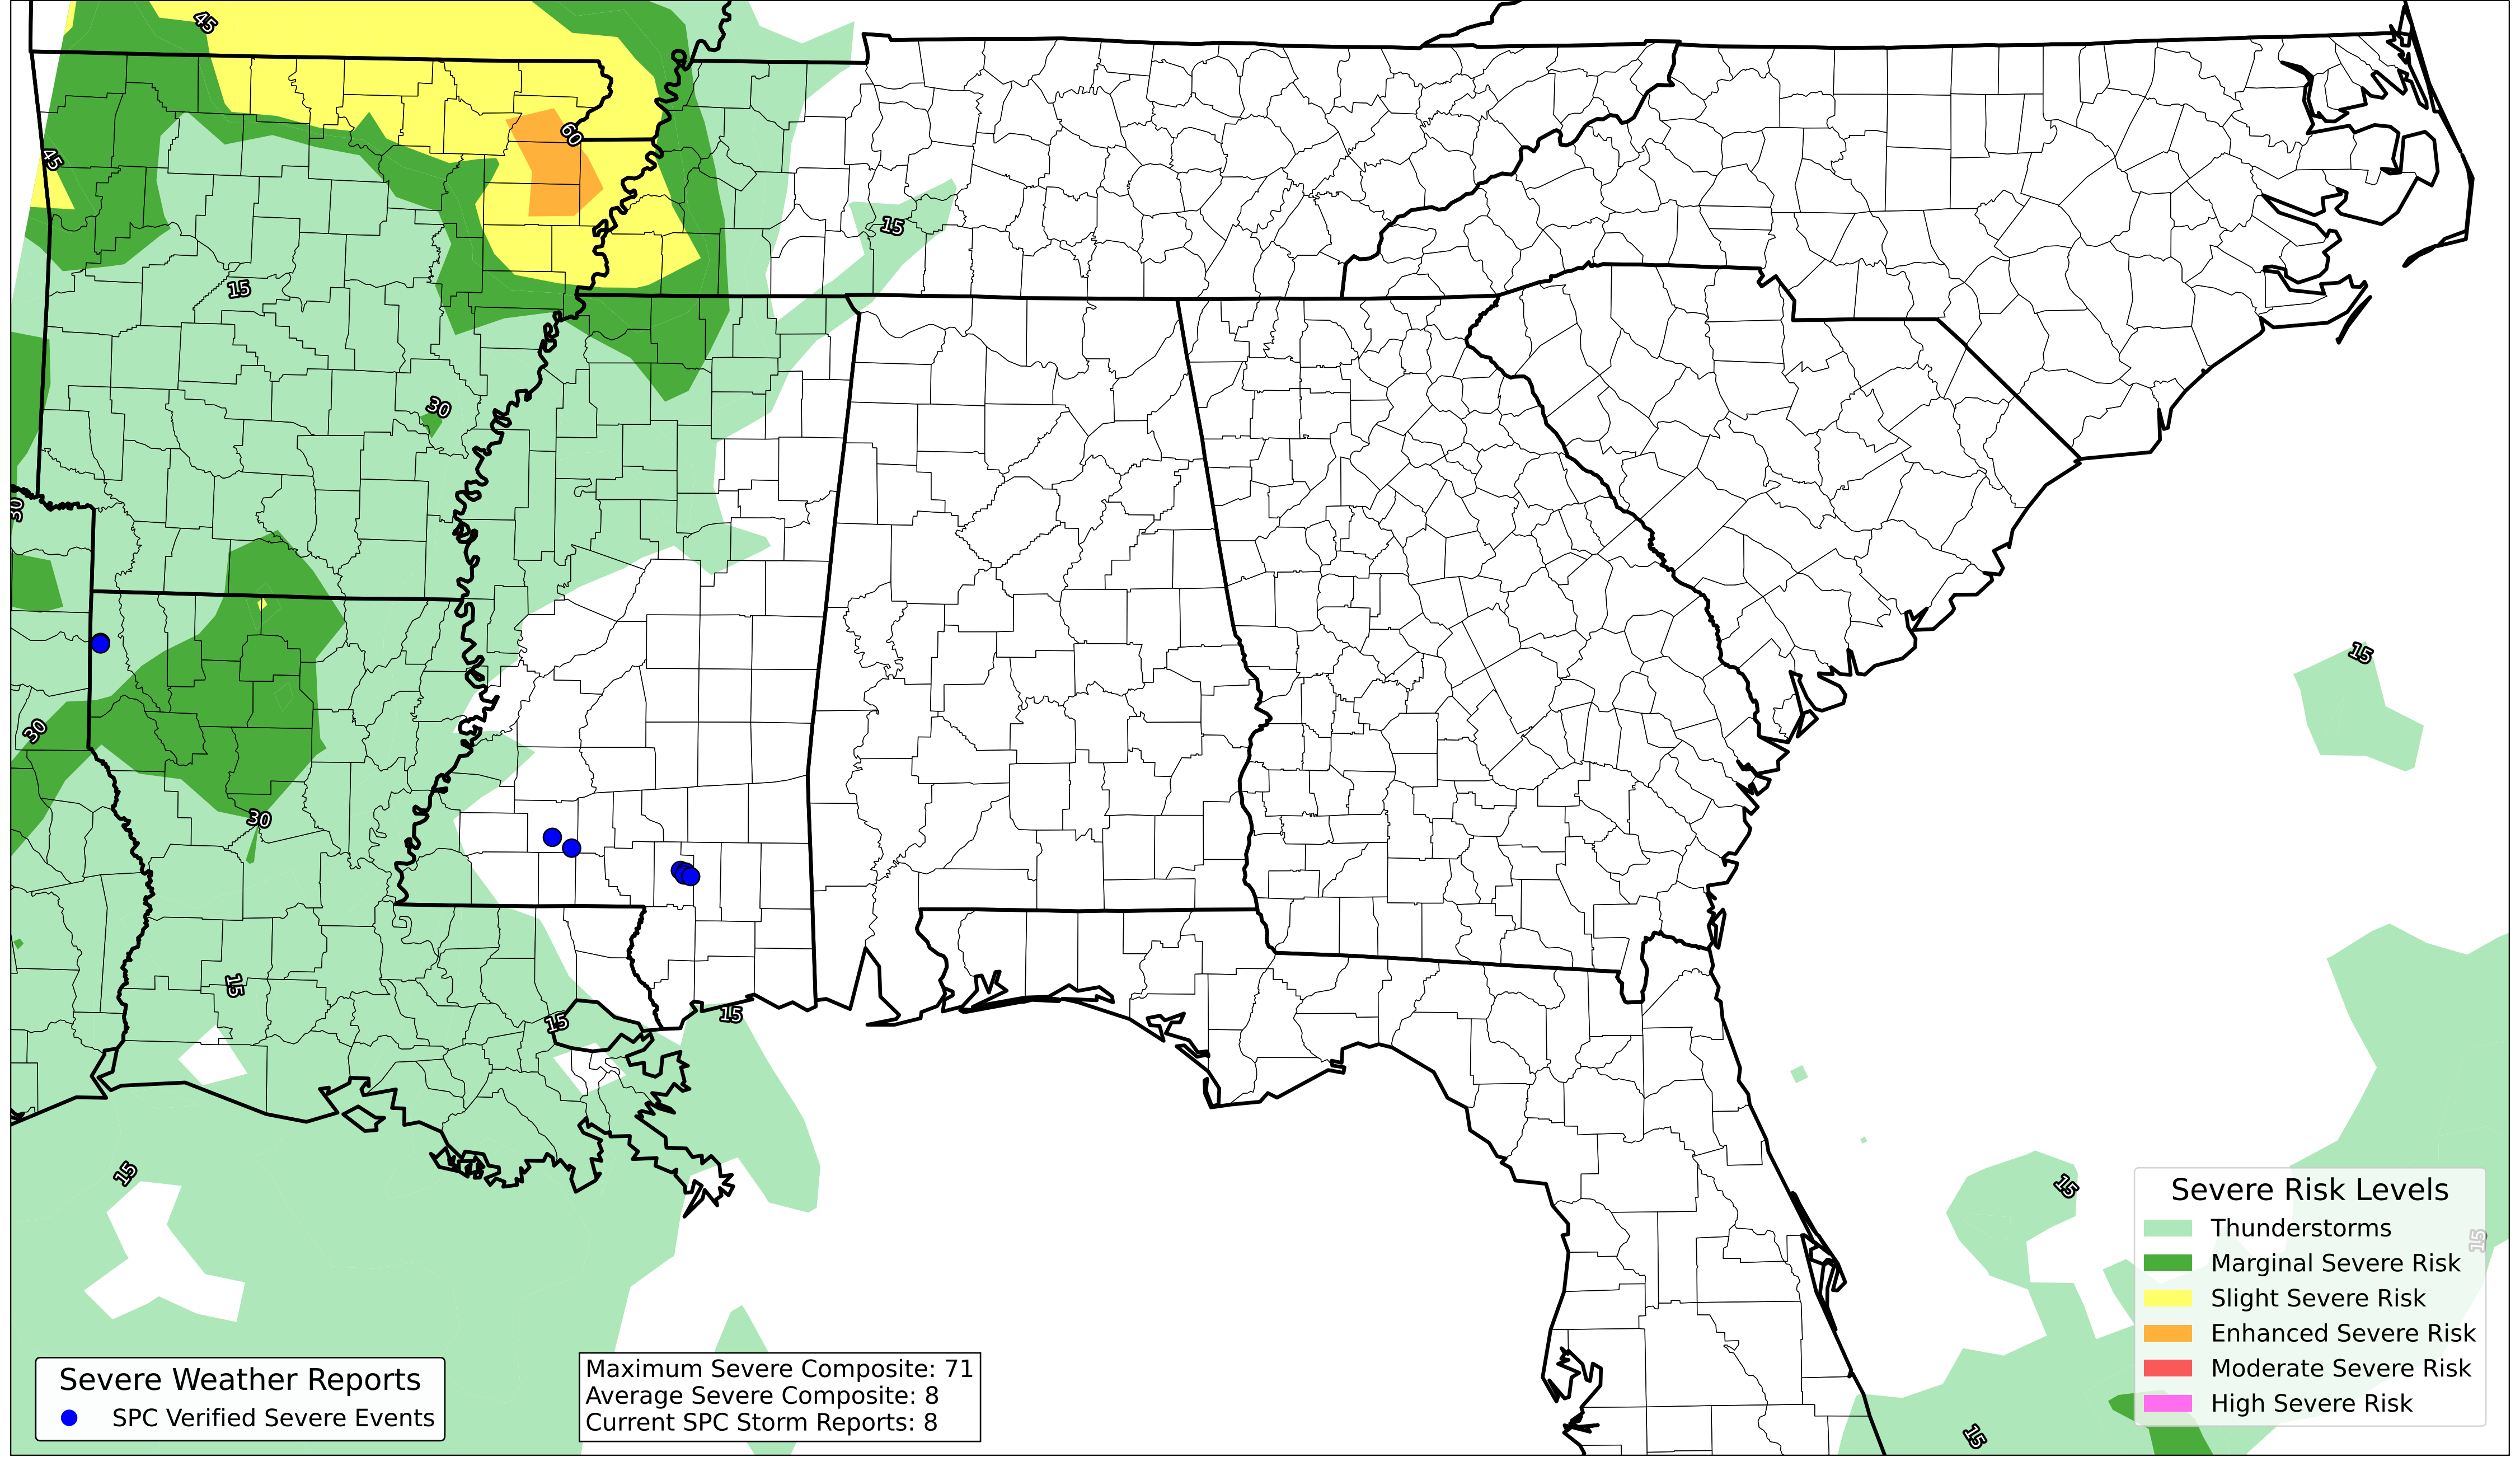 45
60
45
15
15
30
30
15
30
30
15
15
15
15
15
15
15
Severe Risk Levels
Thunderstorms
Marginal Severe Risk
Slight Severe Risk
Enhanced Severe Risk
Moderate Severe Risk
High Severe Risk
Severe Weather Reports
SPC Verified Severe Events
Maximum Severe Composite: 71
Average Severe Composite: 8
Current SPC Storm Reports: 8
15